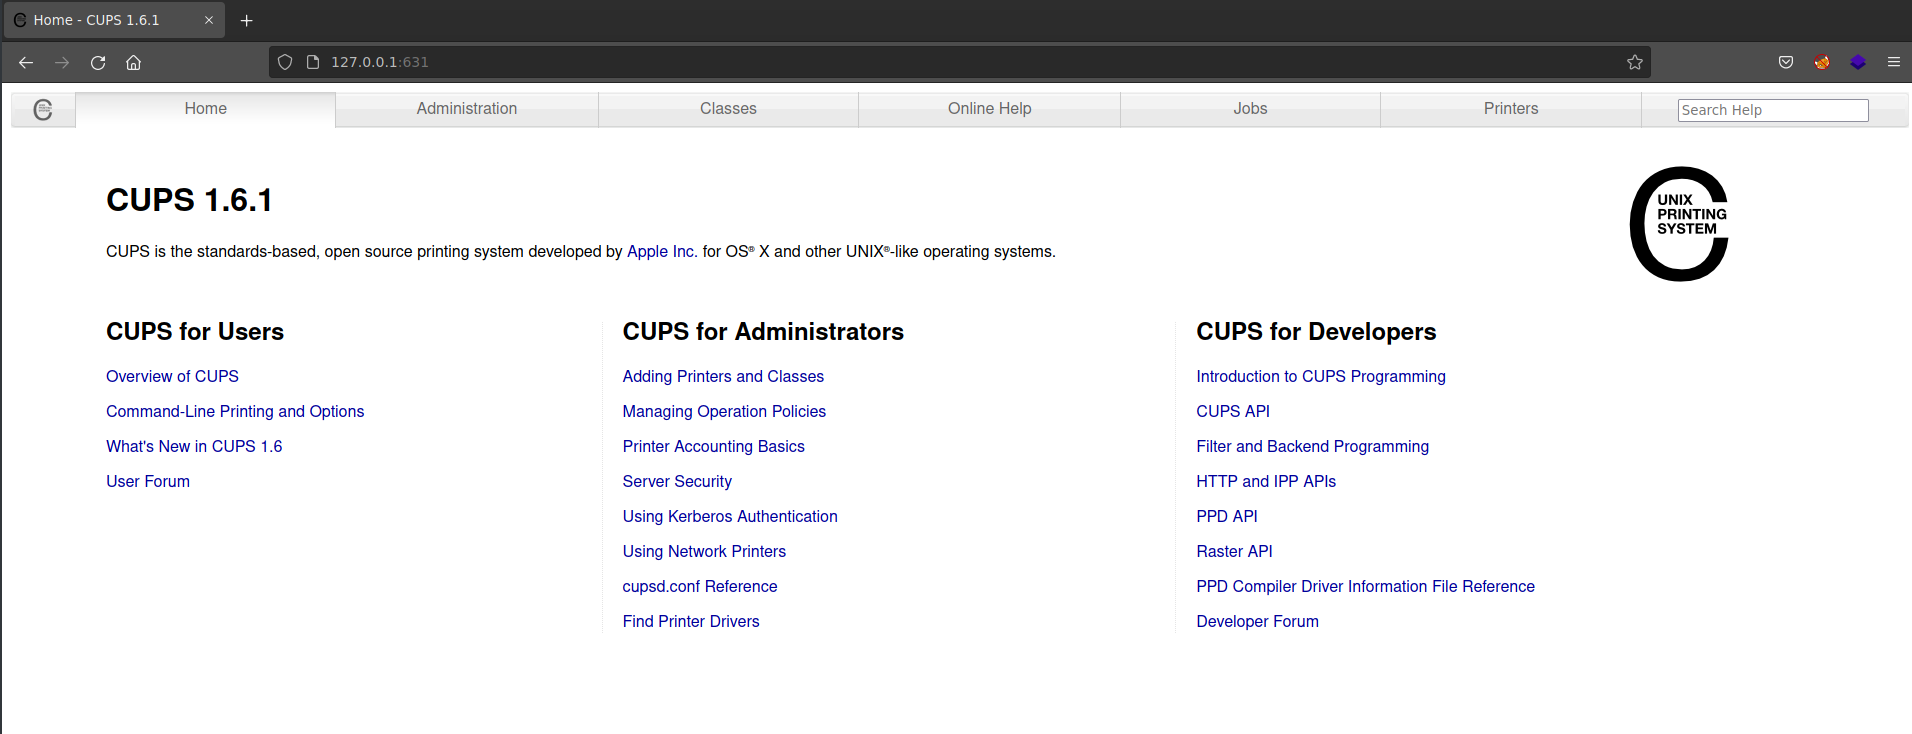 Home - CUPS 1.6.1
127.0.0.1:631
Home Administration Classes Online Help Jobs Printers Search Help
CUPS 1.6.1
CUPS is the standards-based, open source printing system developed by Apple Inc. for OS® X and other UNIX®-like operating systems.
UNIX
PRINTING
SYSTEM
CUPS for Users
Overview of CUPS
Command-Line Printing and Options
What's New in CUPS 1.6
User Forum
CUPS for Administrators
Adding Printers and Classes
Managing Operation Policies
Printer Accounting Basics
Server Security
Using Kerberos Authentication
Using Network Printers
cupsd.conf Reference
Find Printer Drivers
CUPS for Developers
Introduction to CUPS Programming
CUPS API
Filter and Backend Programming
HTTP and IPP APIs
PPD API
Raster API
PPD Compiler Driver Information File Reference
Developer Forum